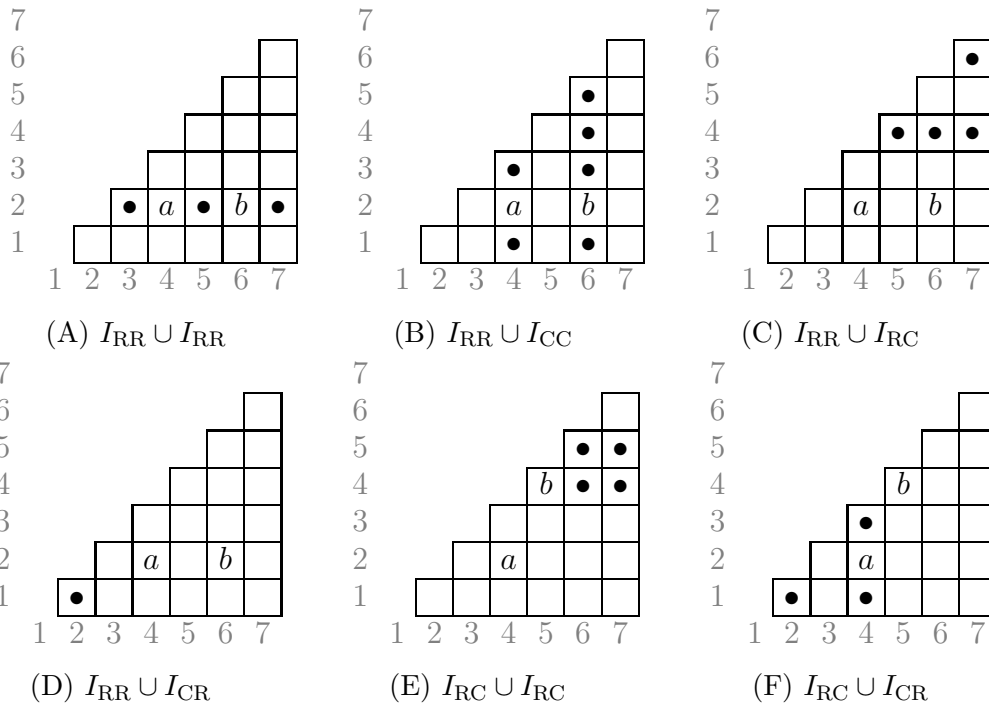 7 7 7
6 6 6
5 5 5
4 4 4
3 3 3
2 a b 2 a b 2 a b
1 1 1
1 2 3 4 5 6 7 1 2 3 4 5 6 7 1 2 3 4 5 6 7
(A) I_RR ∪ I_RR (B) I_RR ∪ I_CC (C) I_RR ∪ I_RC
7 7 7
6 6 6
5 5 5
4 4 b 4 b
3 3 3
2 a b 2 a 2 a
1 1 1
1 2 3 4 5 6 7 1 2 3 4 5 6 7 1 2 3 4 5 6 7
(D) I_RR ∪ I_CR (E) I_RC ∪ I_RC (F) I_RC ∪ I_CR